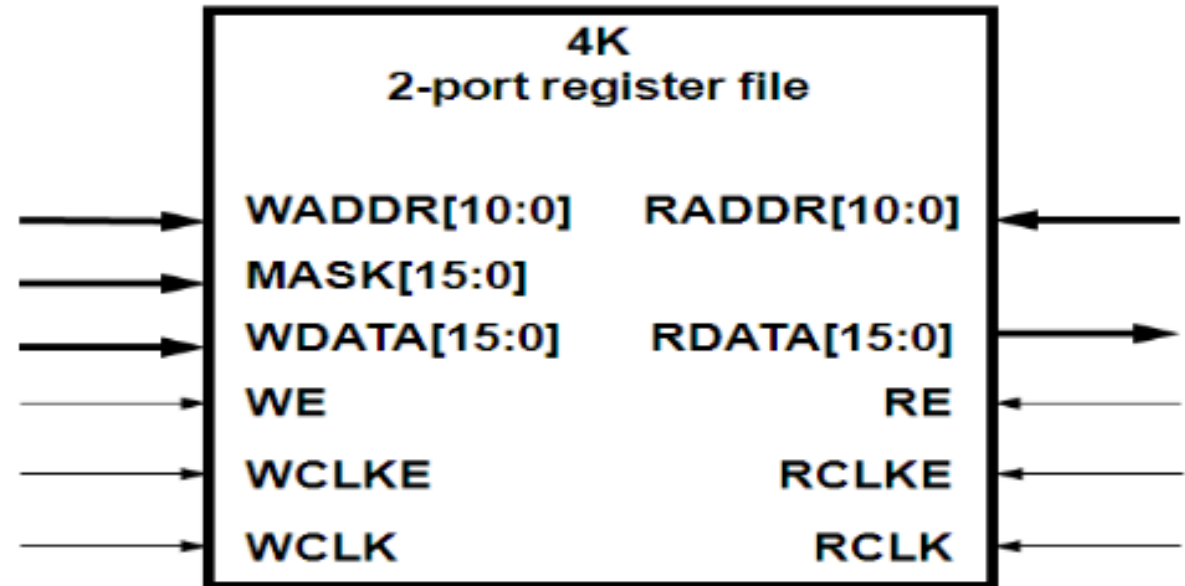 4K
2-port register file
WADDR[10:0] RADDR[10:0]
MASK[15:0]
WDATA[15:0] RDATA[15:0]
WE RE
WCLKE RCLKE
WCLK RCLK